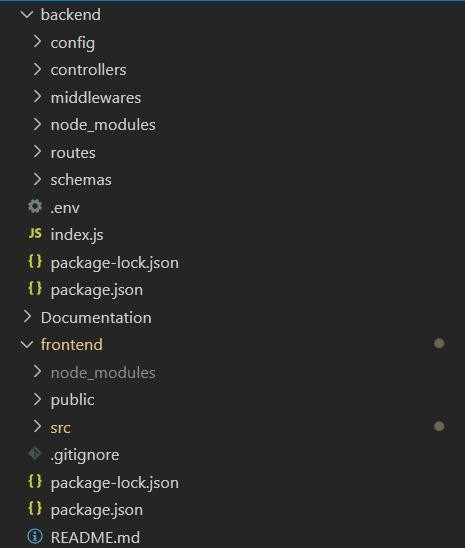 backend
config
controllers
middlewares
node_modules
routes
schemas
.env
JS index.js
{} package-lock.json
{} package.json
Documentation
frontend
node_modules
public
src
.gitignore
{} package-lock.json
{} package.json
README.md